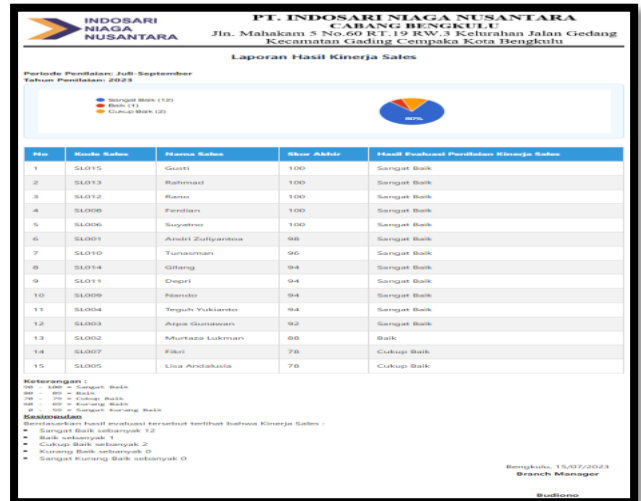 INDOSARI
NIAGA
NUSANTARA
PT. INDOSARI NIAGA NUSANTARA
CABANG BENGKULU
Jln. Mahakam 5 No.60 RT.19 RW.3 Kelurahan Jalan Gedang
Kecamatan Gading Cempaka Kota Bengkulu
Laporan Hasil Kinerja Sales
Periode Penilaian: Juli-September
Tahun Penilaian: 2023
Sangat Baik (12)
Baik (1)
Cukup Baik (2)
80%
No Kode Sales Nama Sales Skor Akhir Hasil Evaluasi Penilaian Kinerja Sales
1 SL015 Gusti 100 Sangat Baik
2 SL013 Rahmad 100 Sangat Baik
3 SL012 Rano 100 Sangat Baik
4 SL008 Ferdian 100 Sangat Baik
5 SL006 Suyatno 100 Sangat Baik
6 SL001 Andri Zuliyantoa 98 Sangat Baik
7 SL010 Tunasman 96 Sangat Baik
8 SL014 Gilang 94 Sangat Baik
9 SL011 Depri 94 Sangat Baik
10 SL009 Nando 94 Sangat Baik
11 SL004 Teguh Yukianto 94 Sangat Baik
12 SL003 Arpa Gunawan 92 Sangat Baik
13 SL002 Murtaza Lukman 88 Baik
14 SL007 Fikri 78 Cukup Baik
15 SL005 Lisa Andalusia 78 Cukup Baik
Keterangan :
90 - 100 = Sangat Baik
80 - 89 = Baik
70 - 79 = Cukup Baik
60 - 69 = Kurang Baik
0 - 59 = Sangat Kurang Baik
Kesimpulan
Berdasarkan hasil evaluasi tersebut terlihat bahwa Kinerja Sales :
Sangat Baik sebanyak 12
Baik sebanyak 1
Cukup Baik sebanyak 2
Kurang Baik sebanyak 0
Sangat Kurang Baik sebanyak 0
Bengkulu, 15/07/2023
Branch Manager
Budiono